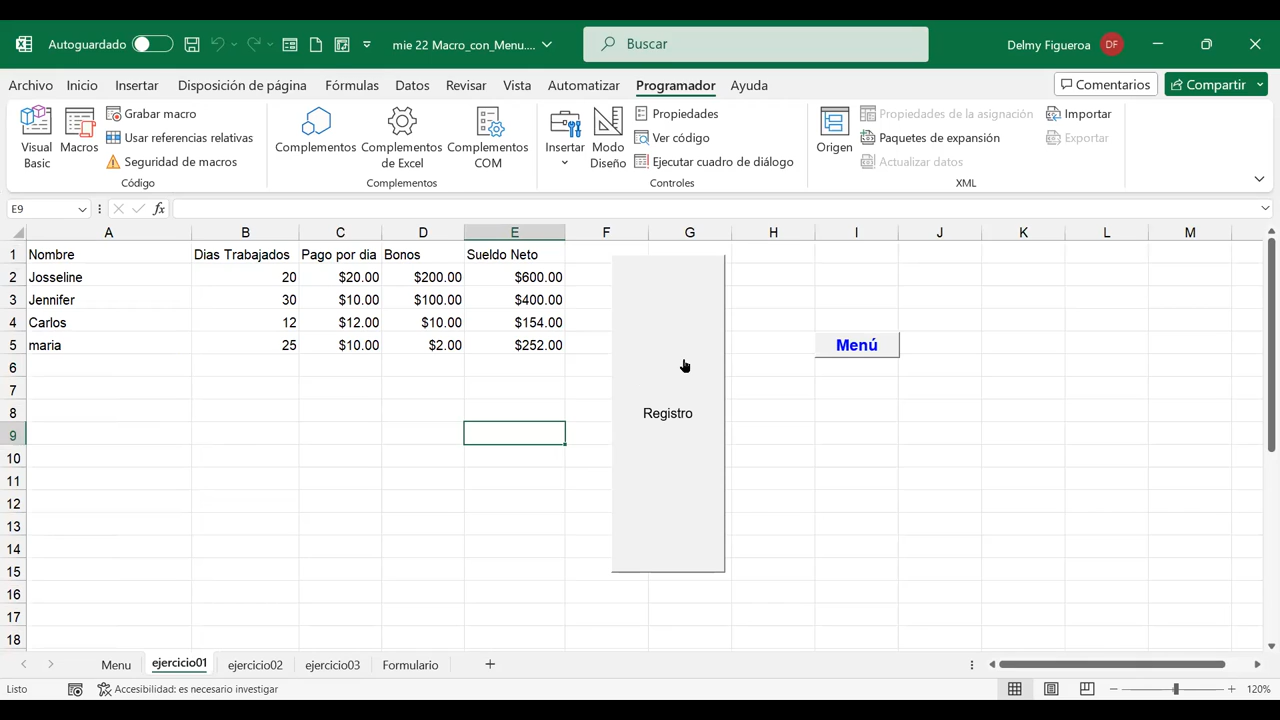 Autoguardado mie 22 Macro_con_Menu.... Buscar Delmy Figueroa DF
Archivo Inicio Insertar Disposición de página Fórmulas Datos Revisar Vista Automatizar Programador Ayuda Comentarios Compartir
Visual Basic
Macros
Grabar macro
Usar referencias relativas
Seguridad de macros
Código
Complementos
Complementos de Excel
Complementos COM
Complementos
Insertar
Modo Diseño
Propiedades
Ver código
Ejecutar cuadro de diálogo
Controles
Origen
Propiedades de la asignación
Paquetes de expansión
Actualizar datos
Importar
Exportar
XML
E9 fx
A B C D E F G H I J K L M
1 Nombre Dias Trabajados Pago por dia Bonos Sueldo Neto
2 Josseline 20 $20.00 $200.00 $600.00
3 Jennifer 30 $10.00 $100.00 $400.00
4 Carlos 12 $12.00 $10.00 $154.00
5 maria 25 $10.00 $2.00 $252.00 Menú
6
7
8 Registro
9
10
11
12
13
14
15
16
17
18
Menu ejercicio01 ejercicio02 ejercicio03 Formulario
Listo Accesibilidad: es necesario investigar 120%